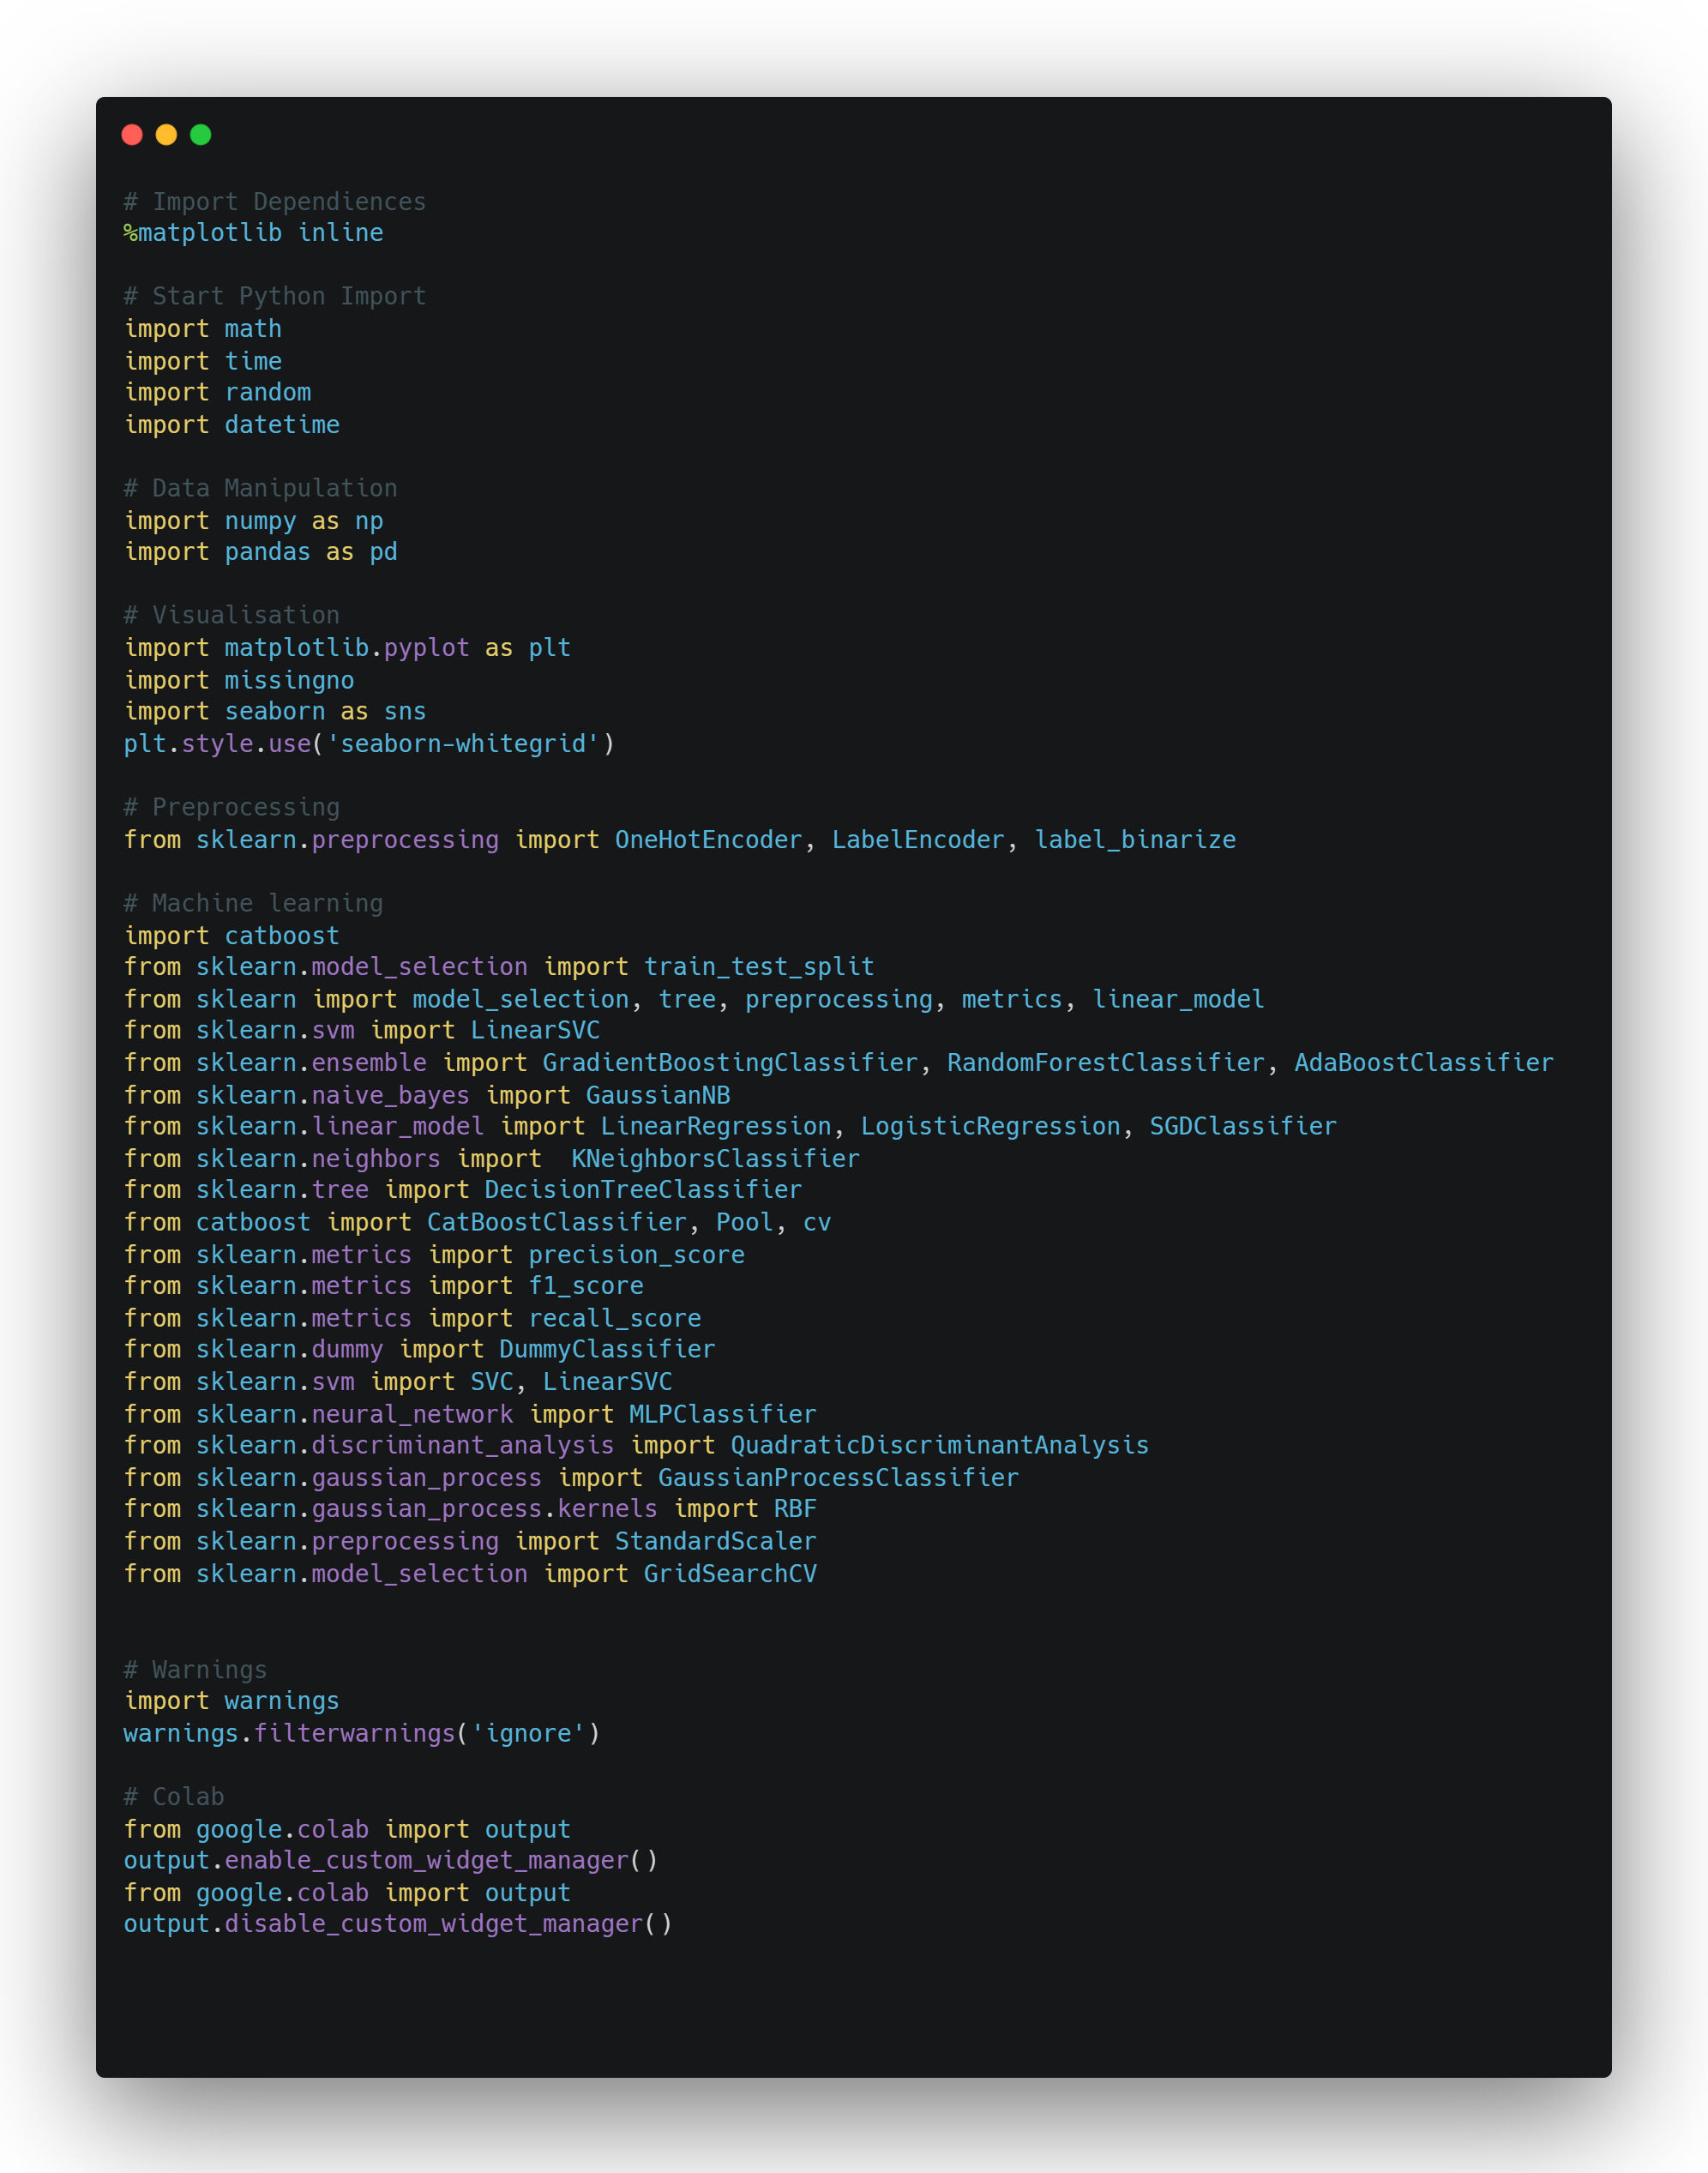 # Import Dependiences
%matplotlib inline

# Start Python Import
import math
import time
import random
import datetime

# Data Manipulation
import numpy as np
import pandas as pd

# Visualisation
import matplotlib.pyplot as plt
import missingno
import seaborn as sns
plt.style.use('seaborn-whitegrid')

# Preprocessing
from sklearn.preprocessing import OneHotEncoder, LabelEncoder, label_binarize

# Machine learning
import catboost
from sklearn.model_selection import train_test_split
from sklearn import model_selection, tree, preprocessing, metrics, linear_model
from sklearn.svm import LinearSVC
from sklearn.ensemble import GradientBoostingClassifier, RandomForestClassifier, AdaBoostClassifier
from sklearn.naive_bayes import GaussianNB
from sklearn.linear_model import LinearRegression, LogisticRegression, SGDClassifier
from sklearn.neighbors import  KNeighborsClassifier
from sklearn.tree import DecisionTreeClassifier
from catboost import CatBoostClassifier, Pool, cv
from sklearn.metrics import precision_score
from sklearn.metrics import f1_score
from sklearn.metrics import recall_score
from sklearn.dummy import DummyClassifier
from sklearn.svm import SVC, LinearSVC
from sklearn.neural_network import MLPClassifier
from sklearn.discriminant_analysis import QuadraticDiscriminantAnalysis
from sklearn.gaussian_process import GaussianProcessClassifier
from sklearn.gaussian_process.kernels import RBF
from sklearn.preprocessing import StandardScaler
from sklearn.model_selection import GridSearchCV


# Warnings
import warnings
warnings.filterwarnings('ignore')

# Colab
from google.colab import output
output.enable_custom_widget_manager()
from google.colab import output
output.disable_custom_widget_manager()